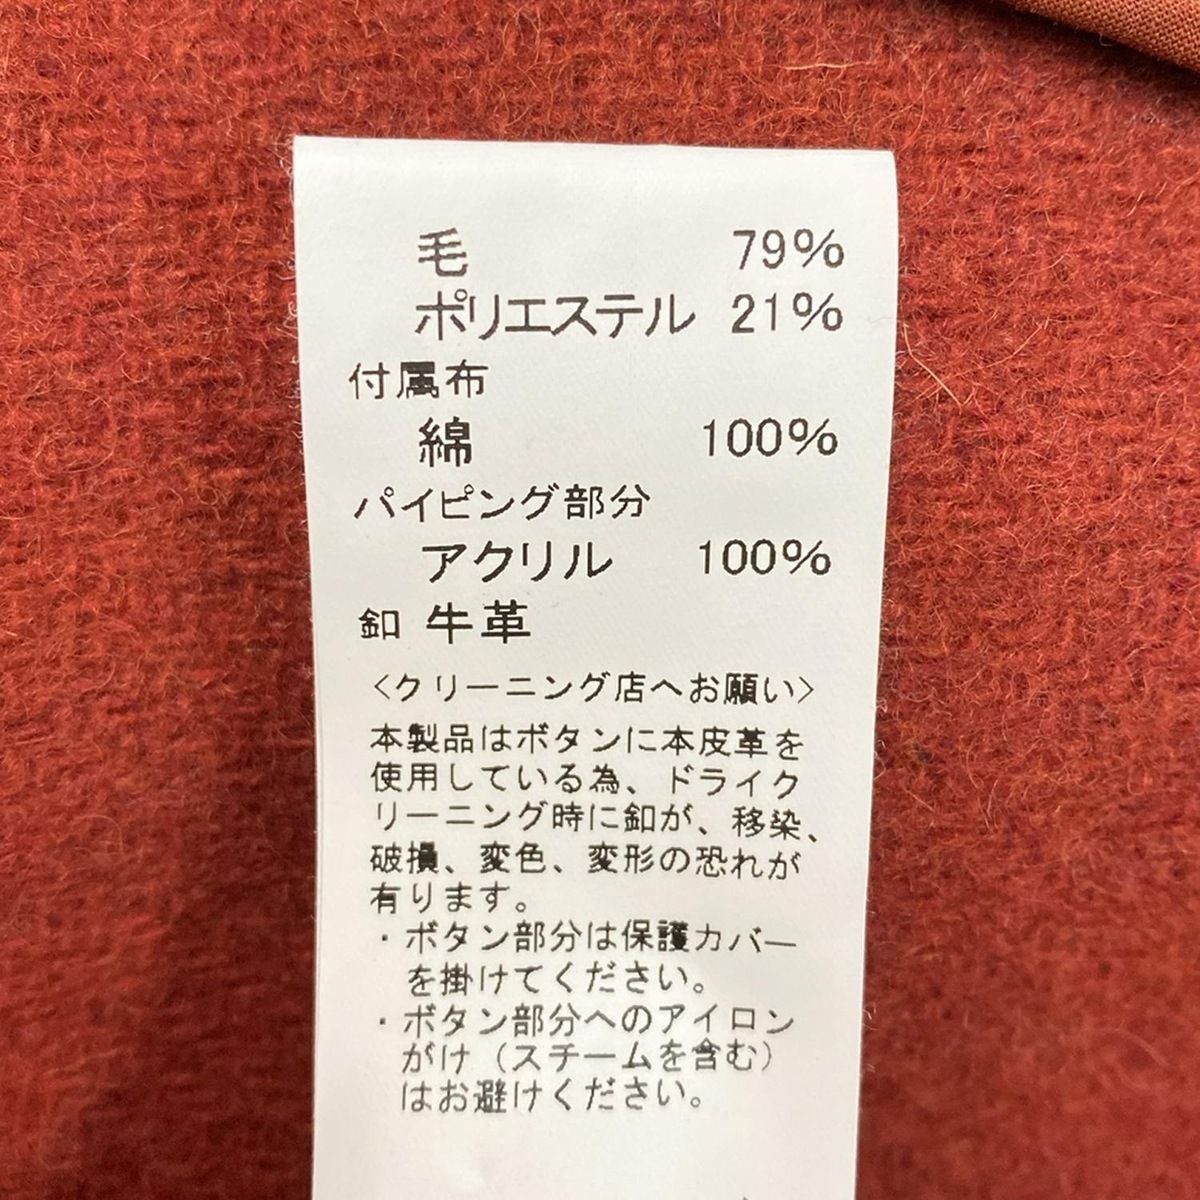 毛 79%
ポリエステル 21%
付属布
綿 100%
パイピング部分
アクリル 100%
釦 牛革
<クリーニング店へお願い>
本製品はボタンに本皮革を
使用している為、ドライク
リーニング時に釦が、移染、
破損、変色、変形の恐れが
有ります。
・ボタン部分は保護カバー
を掛けてください。
・ボタン部分へのアイロン
がけ（スチームを含む）
はお避けください。